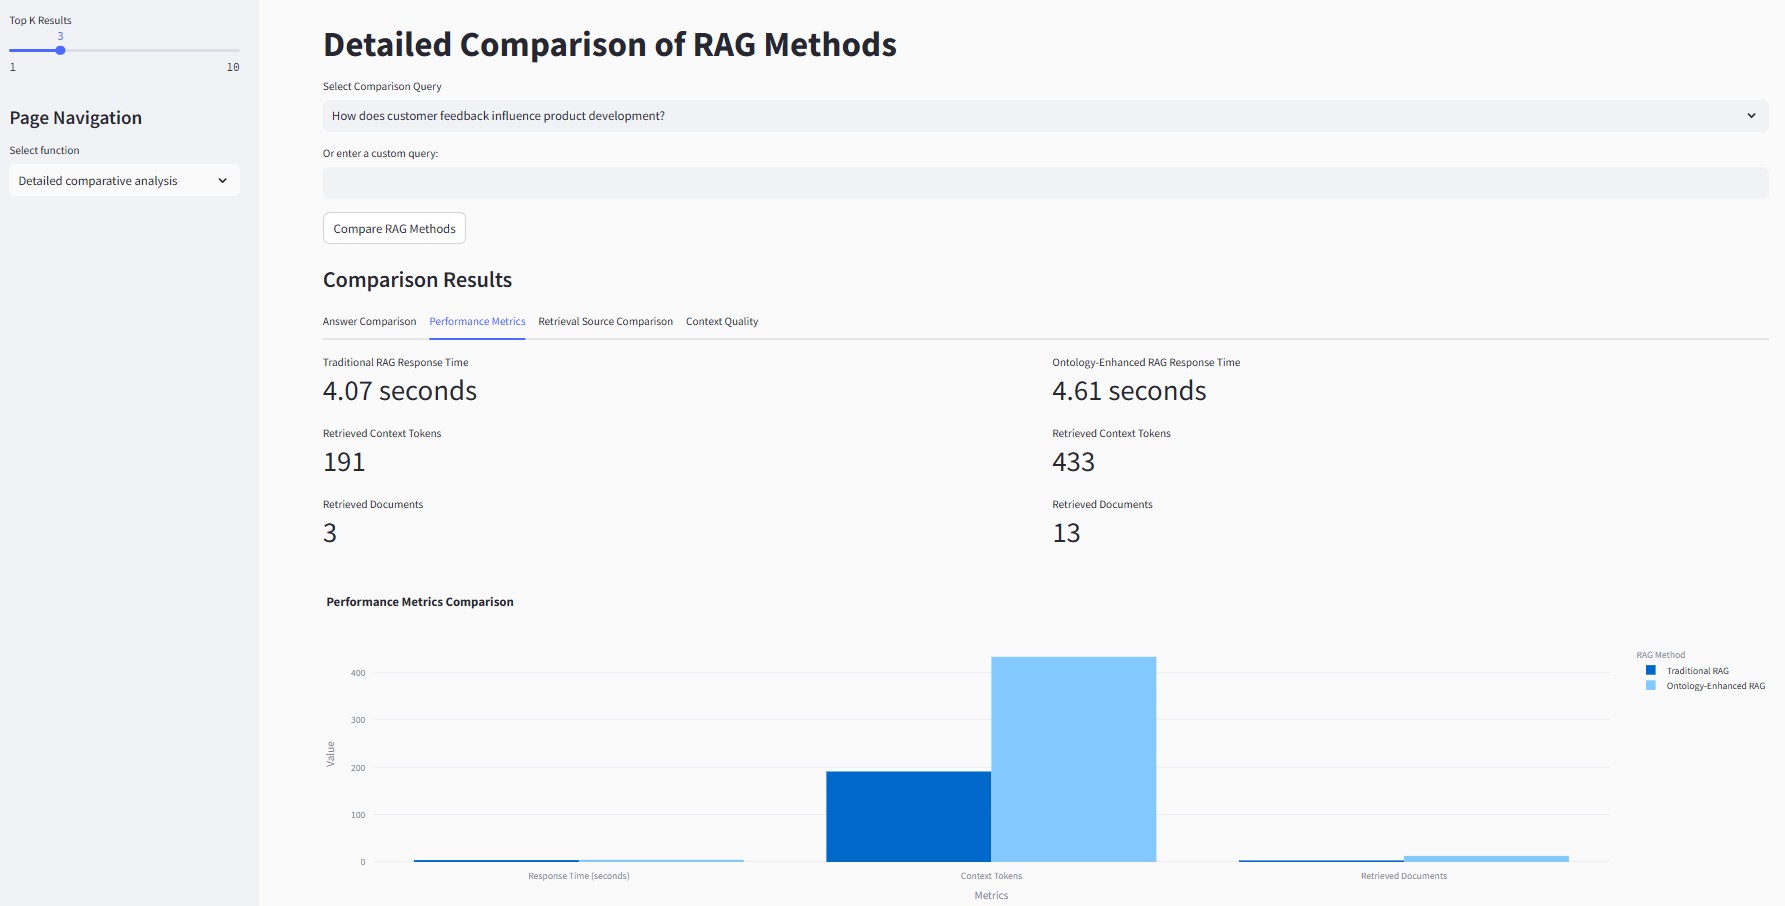 Top K Results
3
1 10
Page Navigation
Select function
Detailed comparative analysis
Detailed Comparison of RAG Methods
Select Comparison Query
How does customer feedback influence product development?
Or enter a custom query:
Compare RAG Methods
Comparison Results
Answer Comparison Performance Metrics Retrieval Source Comparison Context Quality
Traditional RAG Response Time
4.07 seconds
Retrieved Context Tokens
191
Retrieved Documents
3
Ontology-Enhanced RAG Response Time
4.61 seconds
Retrieved Context Tokens
433
Retrieved Documents
13
Performance Metrics Comparison
RAG Method
Traditional RAG
Ontology-Enhanced RAG
Value
400
300
200
100
0
Response Time (seconds) Context Tokens Retrieved Documents
Metrics